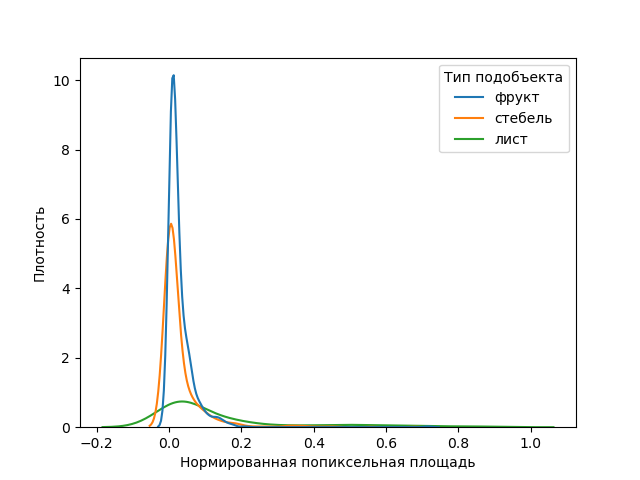 Тип подобъекта
фрукт
стебель
лист
Плотность
10
8
6
4
2
0
−0.2 0.0 0.2 0.4 0.6 0.8 1.0
Нормированная попиксельная площадь